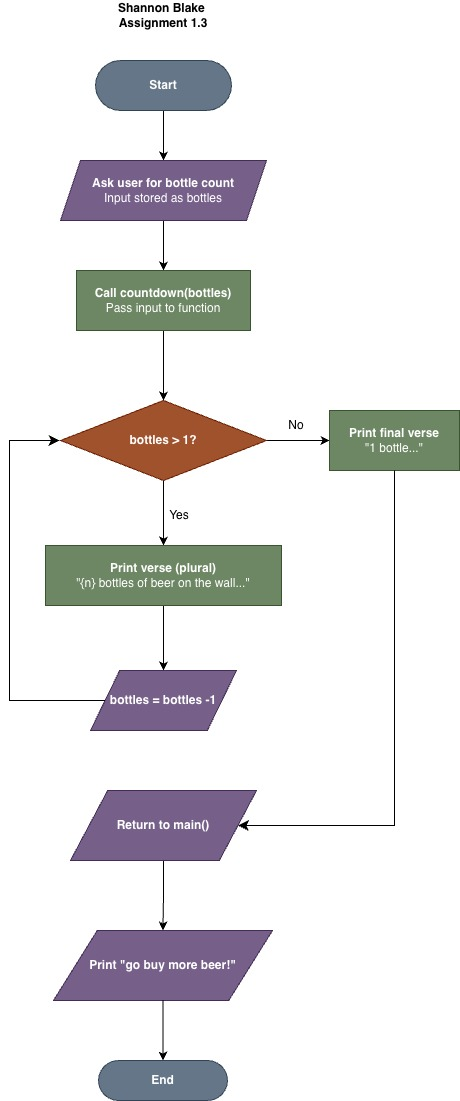 Shannon Blake
Assignment 1.3
Start
Ask user for bottle count
Input stored as bottles
Call countdown(bottles)
Pass input to function
bottles > 1?
No
Print final verse
"1 bottle..."
Yes
Print verse (plural)
"{n} bottles of beer on the wall..."
bottles = bottles -1
Return to main()
Print "go buy more beer!"
End